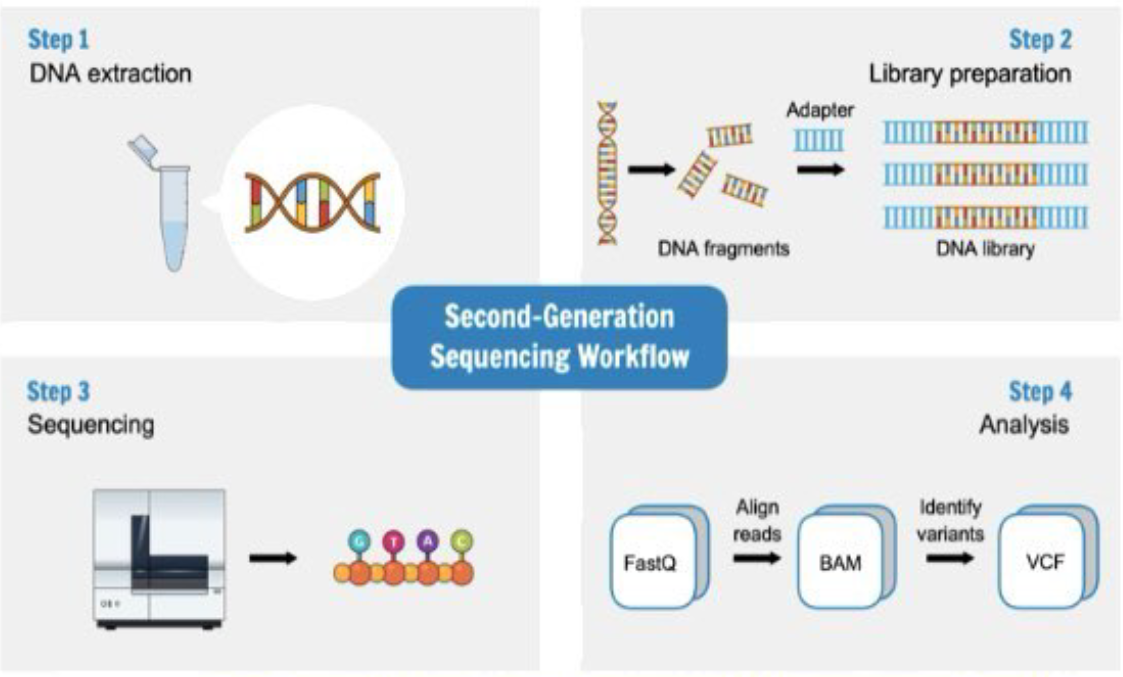 Step 1
DNA extraction
Step 2
Library preparation
Adapter
DNA fragments
DNA library
Second-Generation
Sequencing Workflow
Step 3
Sequencing
G T A C
Step 4
Analysis
Align
reads
Identify
variants
FastQ
BAM
VCF